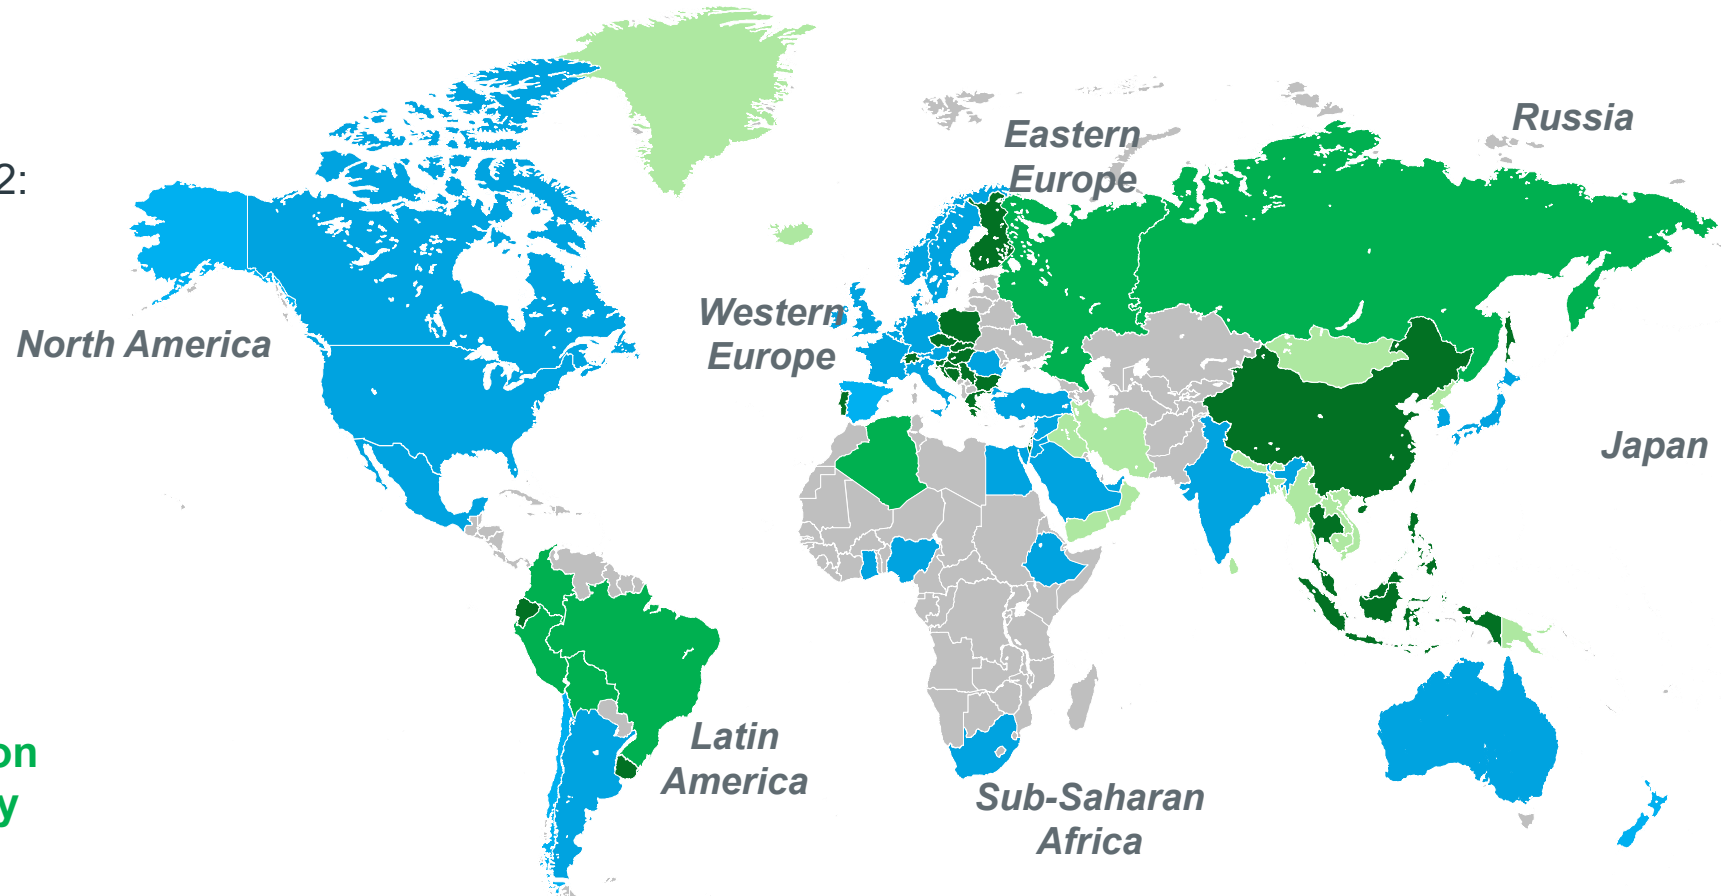 2:
Russia
Eastern
Europe
Western
Europe
North America
Japan
Latin
America
Sub-Saharan
Africa
on
y